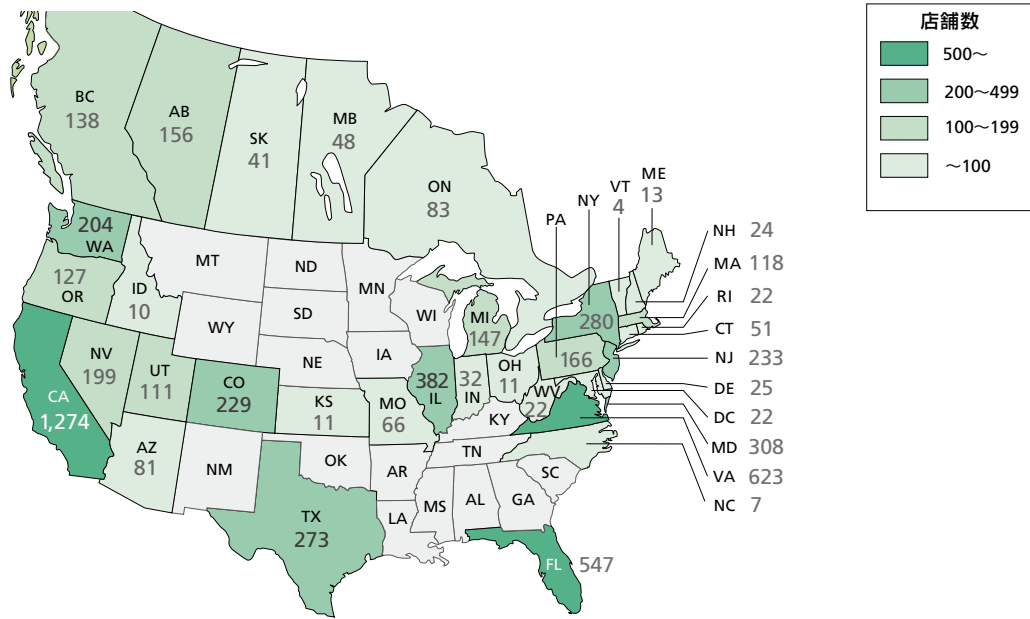 店舗数
500～
200～499
100～199
～100
BC
138
AB
156
SK
41
MB
48
ON
83
204
WA
127
OR
ID
10
MT
WY
ND
SD
NE
MN
IA
WI
MI
147
NV
199
UT
111
CO
229
KS
11
MO
66
382
IL
32
IN
OH
11
WV
22
KY
CA
1,274
AZ
81
NM
OK
AR
TN
TX
273
LA
MS
AL
GA
SC
FL
547
PA
166
NY
280
VT
4
ME
13
NH 24
MA 118
RI 22
CT 51
NJ 233
DE 25
DC 22
MD 308
VA 623
NC 7